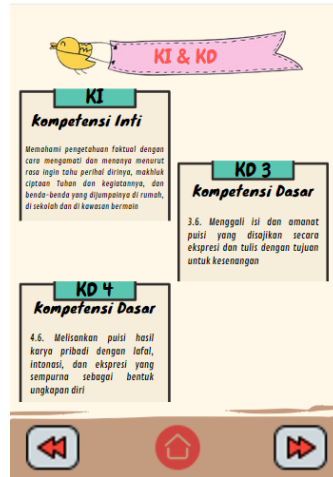 KI & KD
KI
Kompetensi Inti
Memahami pengetahuan faktual dengan
cara mengamati dan menanya menurut
rasa ingin tahu perihal dirinya, makhluk
ciptaan Tuhan dan kegiatannya, dan
benda-benda yang dijumpainya di rumah,
di sekolah dan di kawasan bermain
KD 3
Kompetensi Dasar
3.6. Menggali isi dan amanat
puisi yang disajikan secara
ekspresi dan tulis dengan tujuan
untuk kesenangan
KD 4
Kompetensi Dasar
4.6. Melisankan puisi hasil
karya pribadi dengan lafal,
intonasi, dan ekspresi yang
sempurna sebagai bentuk
ungkapan diri